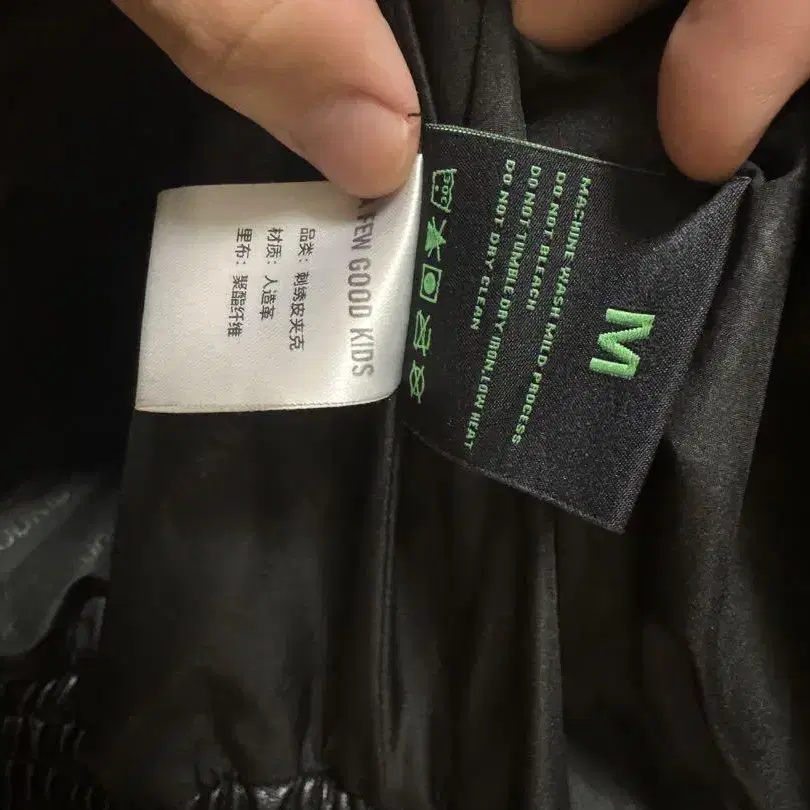 A FEW GOOD KIDS
品类：刺绣皮夹克
材质：人造革
里布：聚酯纤维
M
MACHINE WASH MILD PROCESS
DO NOT BLEACH
DO NOT TUMBLE DRY IRON, LOW HEAT
DO NOT DRY CLEAN